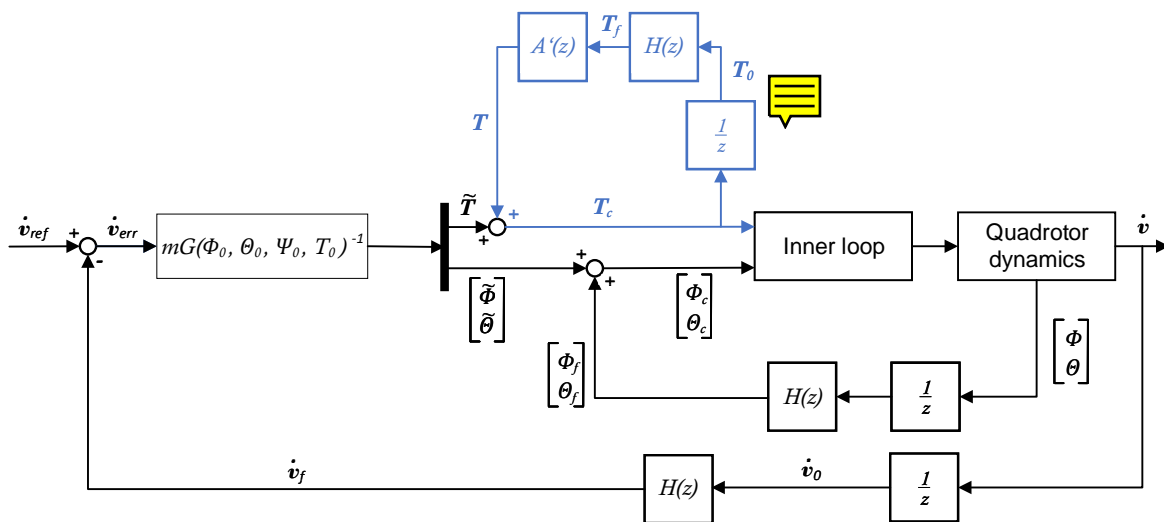 T_f
A'(z)
H(z)
T_0
T
1/z
T̃
+
+
T_c
v̇_ref
+
-
v̇_err
mG(Φ_0, Θ_0, Ψ_0, T_0)^-1
Inner loop
Quadrotor
dynamics
v̇
+
+
[Φ̃
Θ̃]
[Φ_c
Θ_c]
[Φ_f
Θ_f]
[Φ
Θ]
H(z)
1/z
v̇_f
H(z)
v̇_0
1/z